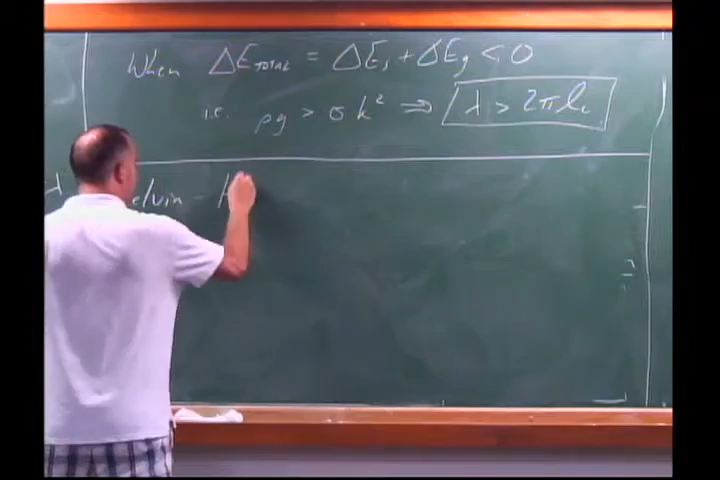 When ΔE_TOTAL = ΔE_s + ΔE_g < 0
i.e. ρg > σk² ⇒ λ > 2πl_c
elvin – H